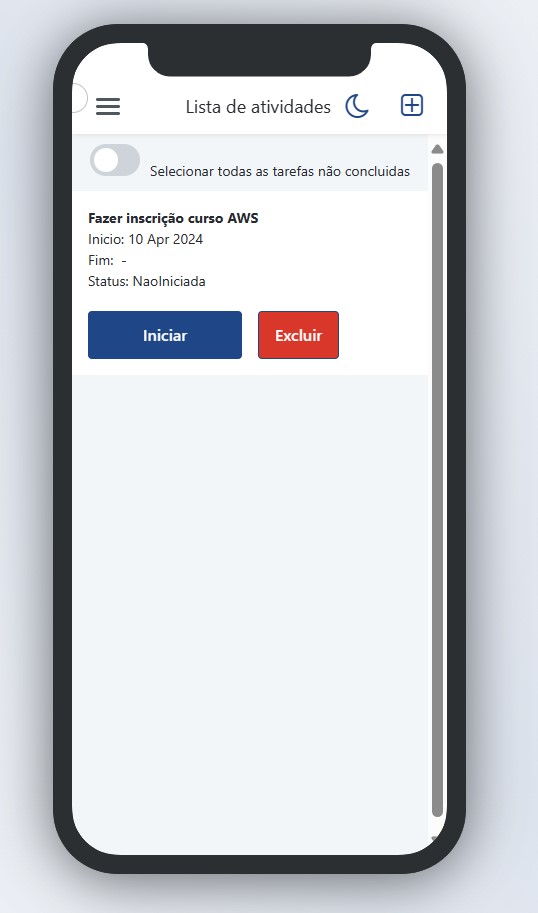 Lista de atividades
Selecionar todas as tarefas não concluidas
Fazer inscrição curso AWS
Inicio: 10 Apr 2024
Fim: -
Status: NaoIniciada
Iniciar
Excluir